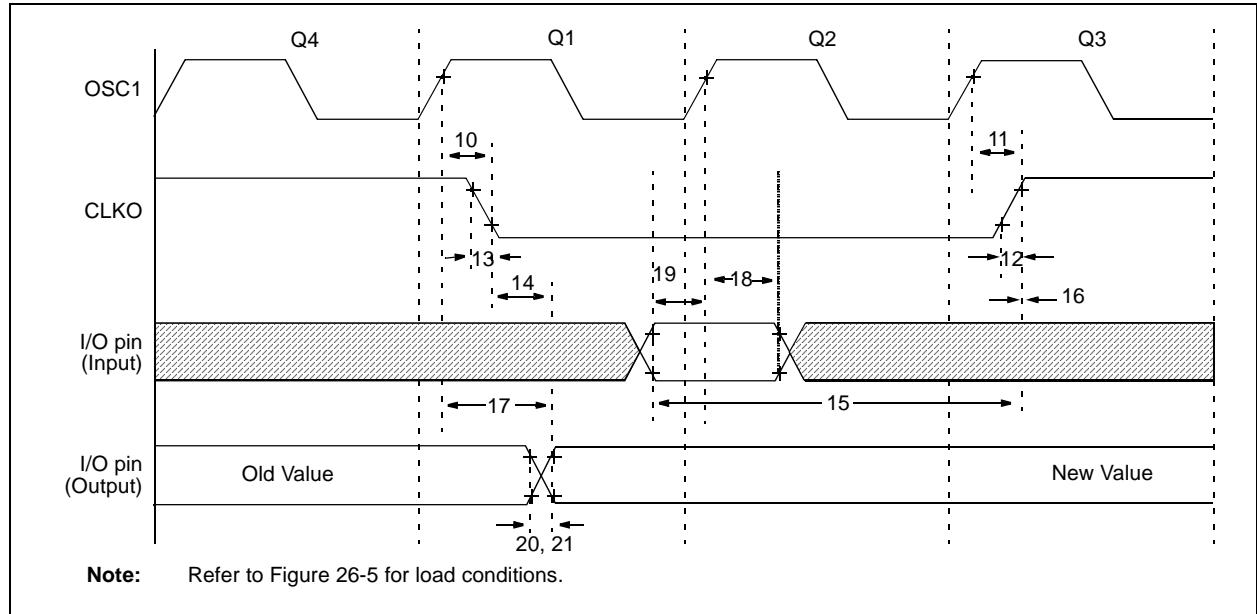 Q4 Q1 Q2 Q3
OSC1
10 11
CLKO
13 12
14 19 18 16
I/O pin
(Input)
17 15
I/O pin
(Output)
Old Value New Value
20, 21
Note: Refer to Figure 26-5 for load conditions.